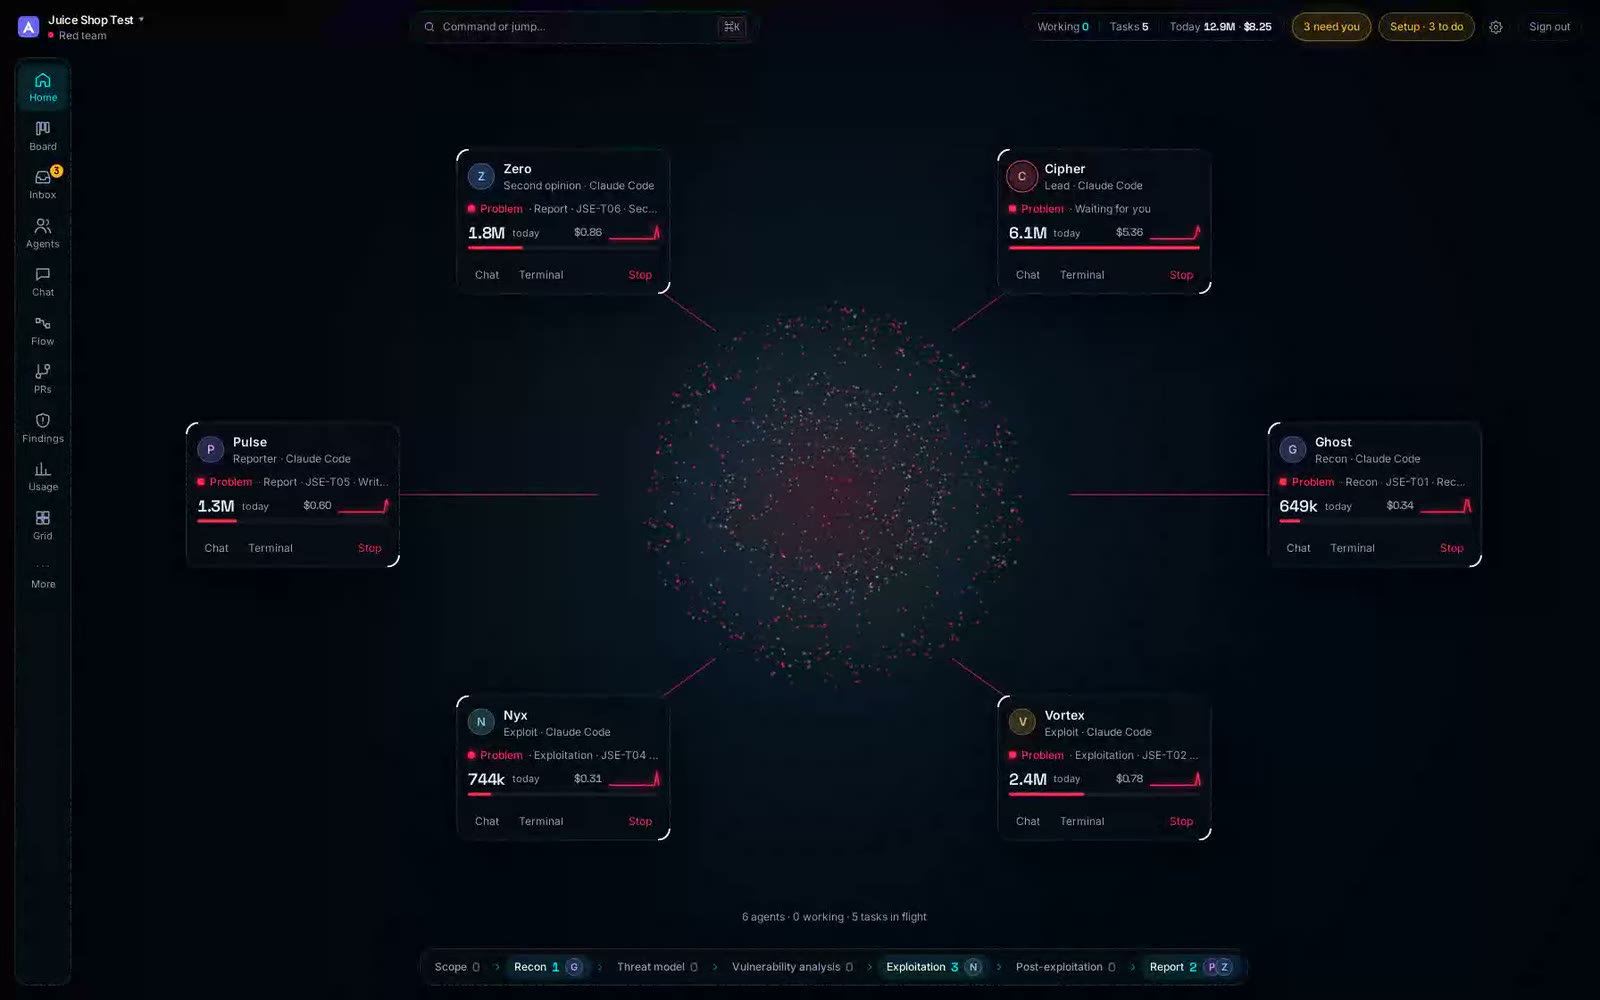 A
Juice Shop Test
Red team
Command or jump...
⌘K
Working 0
Tasks 5
Today 12.9M · $8.25
3 need you
Setup · 3 to do
Sign out
Home
Board
3
Inbox
Agents
Chat
Flow
PRs
Findings
Usage
Grid
More
Z
Zero
Second opinion · Claude Code
Problem · Report · JSE-T06 · Sec...
1.8M today $0.86
Chat Terminal Stop
C
Cipher
Lead · Claude Code
Problem · Waiting for you
6.1M today $5.36
Chat Terminal Stop
P
Pulse
Reporter · Claude Code
Problem · Report · JSE-T05 · Writ...
1.3M today $0.60
Chat Terminal Stop
G
Ghost
Recon · Claude Code
Problem · Recon · JSE-T01 · Rec...
649k today $0.34
Chat Terminal Stop
N
Nyx
Exploit · Claude Code
Problem · Exploitation · JSE-T04 ...
744k today $0.31
Chat Terminal Stop
V
Vortex
Exploit · Claude Code
Problem · Exploitation · JSE-T02 ...
2.4M today $0.78
Chat Terminal Stop
6 agents · 0 working · 5 tasks in flight
Scope 0 › Recon 1 G › Threat model 0 › Vulnerability analysis 0 › Exploitation 3 N › Post-exploitation 0 › Report 2 P Z